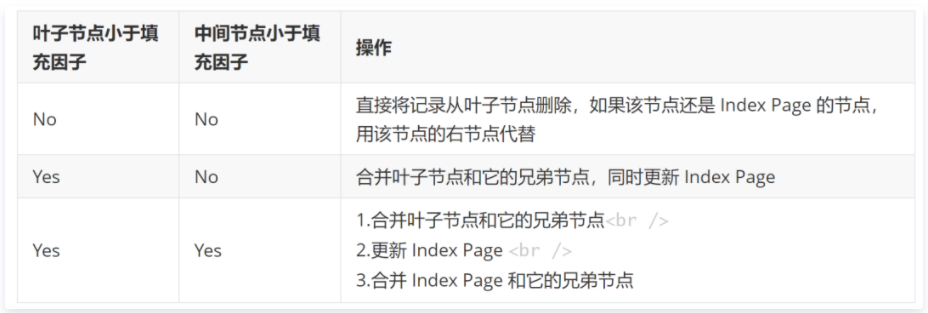 叶子节点小于填
充因子
中间节点小于填
充因子
操作
No
No
直接将记录从叶子节点删除，如果该节点还是 Index Page 的节点，
用该节点的右节点代替
Yes
No
合并叶子节点和它的兄弟节点，同时更新 Index Page
Yes
Yes
1.合并叶子节点和它的兄弟节点<br />
2.更新 Index Page <br />
3.合并 Index Page 和它的兄弟节点